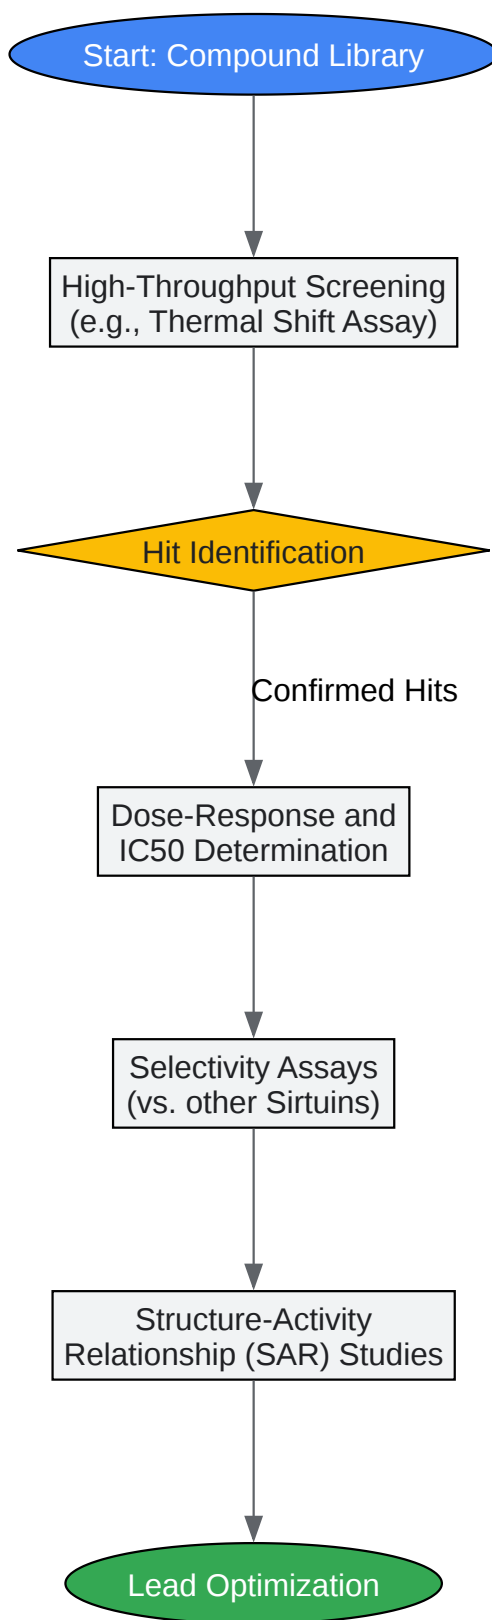 Start: Compound Library
High-Throughput Screening
(e.g., Thermal Shift Assay)
Hit Identification
Confirmed Hits
Dose-Response and
IC50 Determination
Selectivity Assays
(vs. other Sirtuins)
Structure-Activity
Relationship (SAR) Studies
Lead Optimization